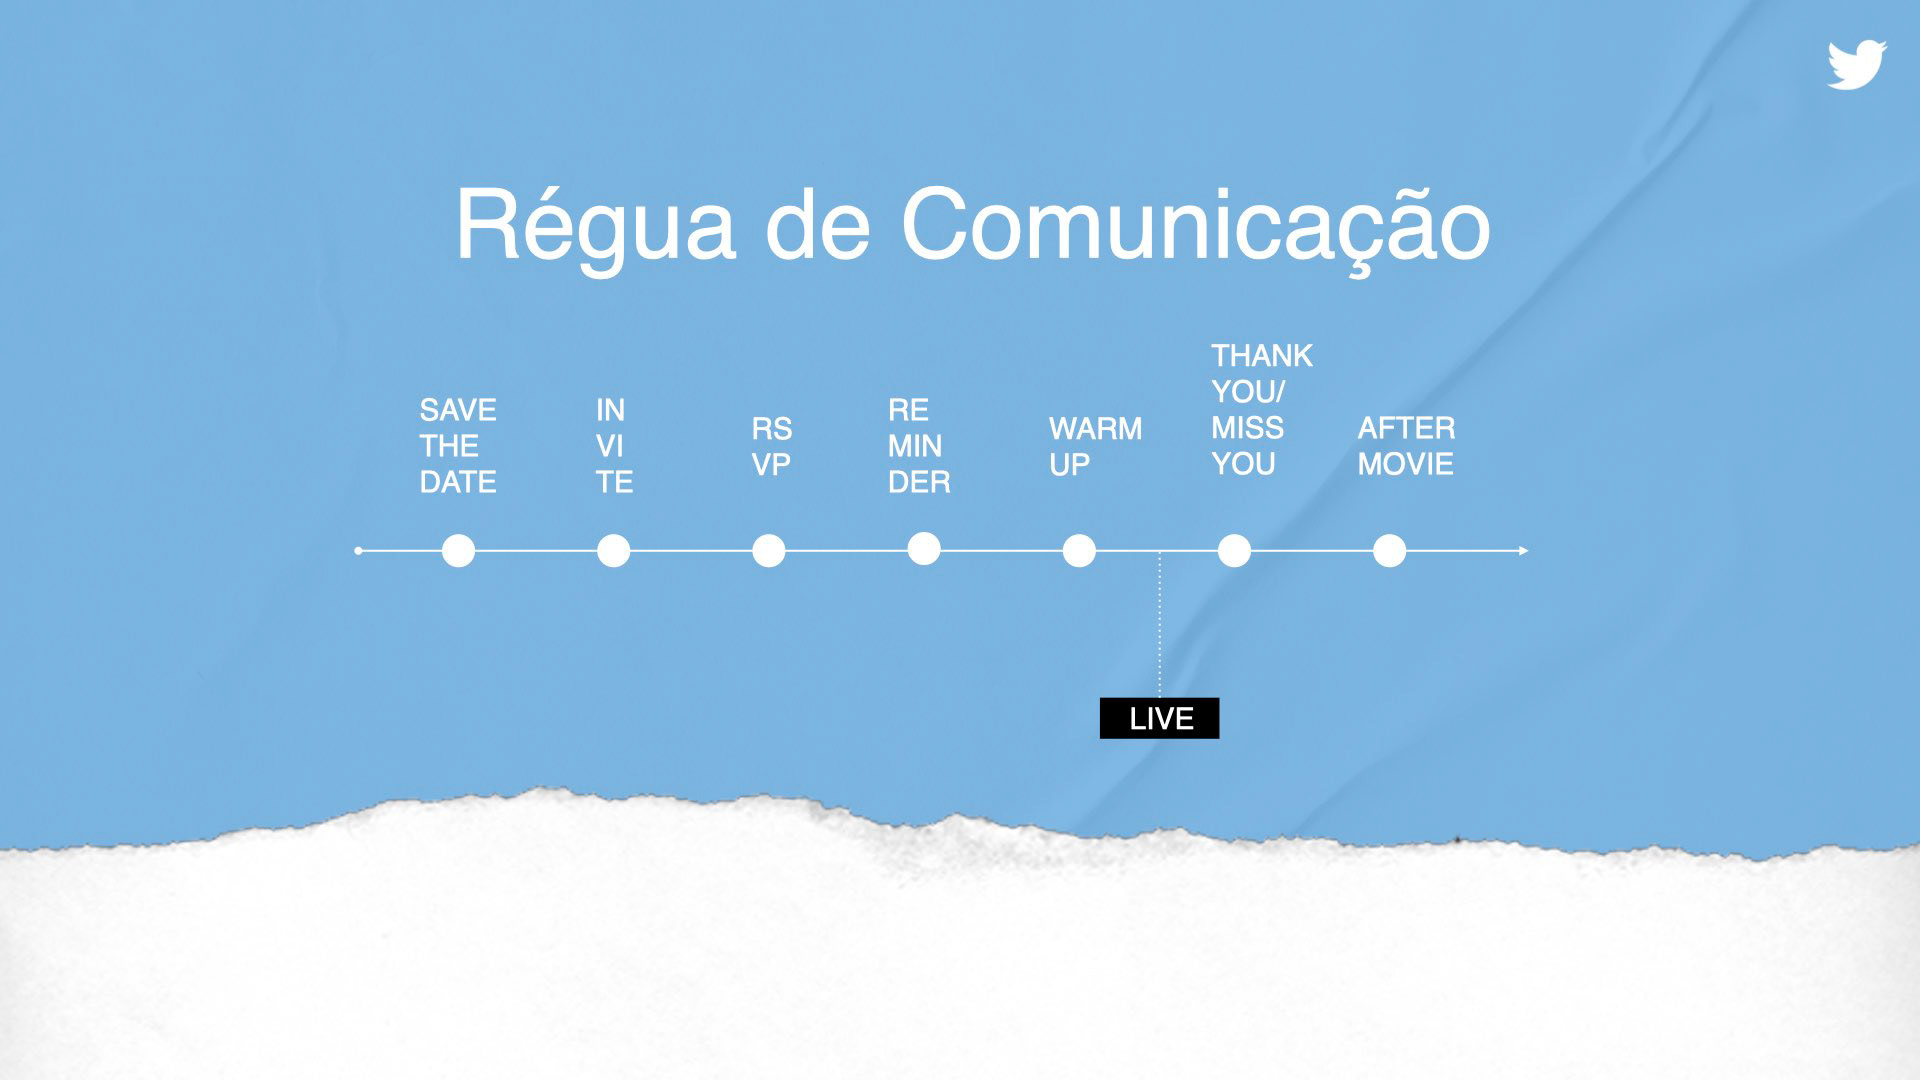 Régua de Comunicação
SAVE
THE
DATE
IN
VI
TE
RS
VP
RE
MIN
DER
WARM
UP
THANK
YOU/
MISS
YOU
AFTER
MOVIE
LIVE